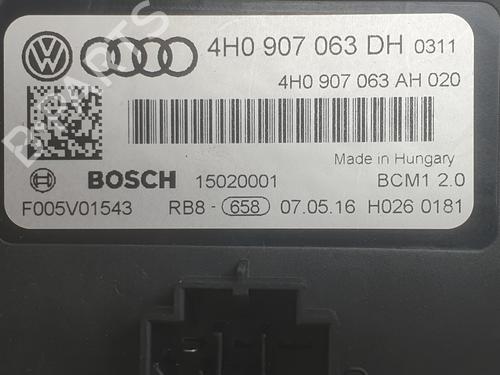 4H0 907 063 DH 0311
4H0 907 063 AH 020
Made in Hungary
BOSCH 15020001 BCM1 2.0
F005V01543 RB8 - 658 07.05.16 H026 0181